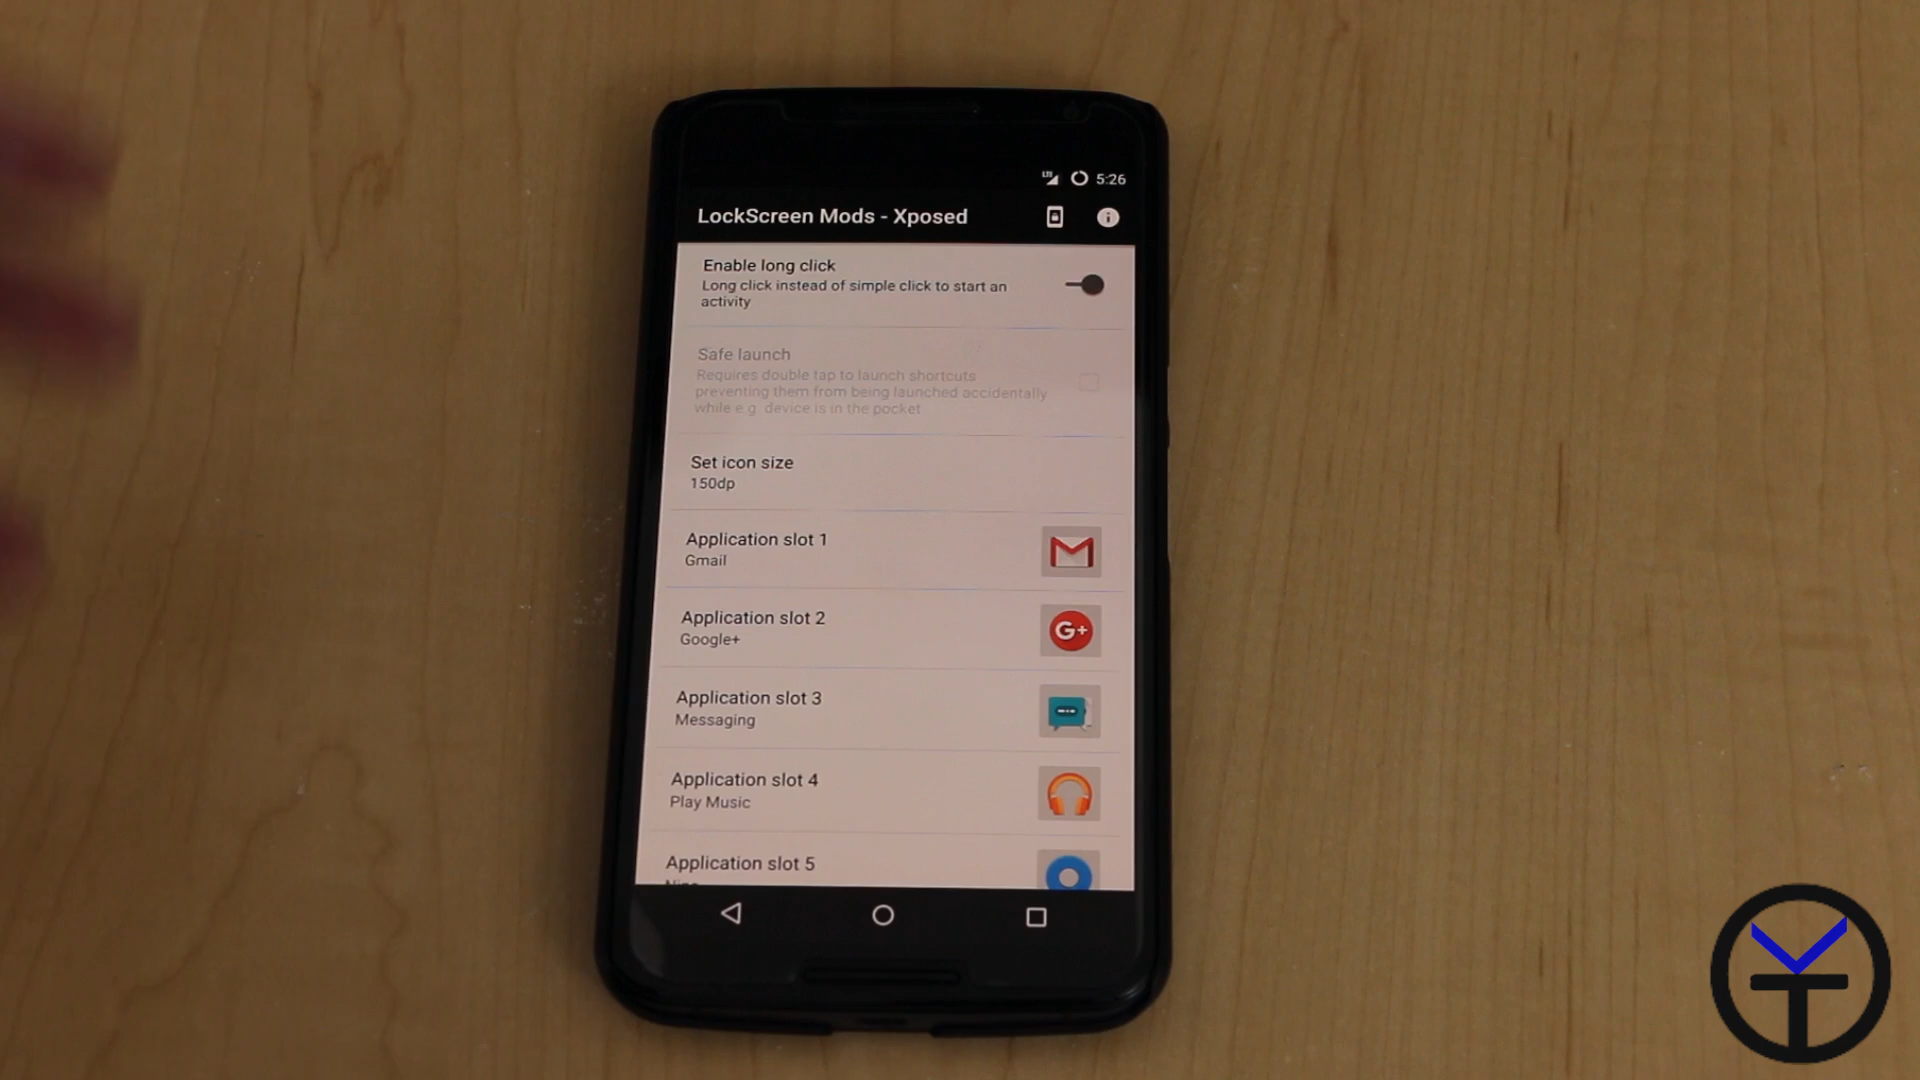 LTE 5:26
LockScreen Mods - Xposed
Enable long click
Long click instead of simple click to start an
activity
Safe launch
Requires double tap to launch shortcuts
preventing them from being launched accidentally
while e.g. device is in the pocket
Set icon size
150dp
Application slot 1
Gmail
Application slot 2
Google+
G+
Application slot 3
Messaging
Application slot 4
Play Music
Application slot 5